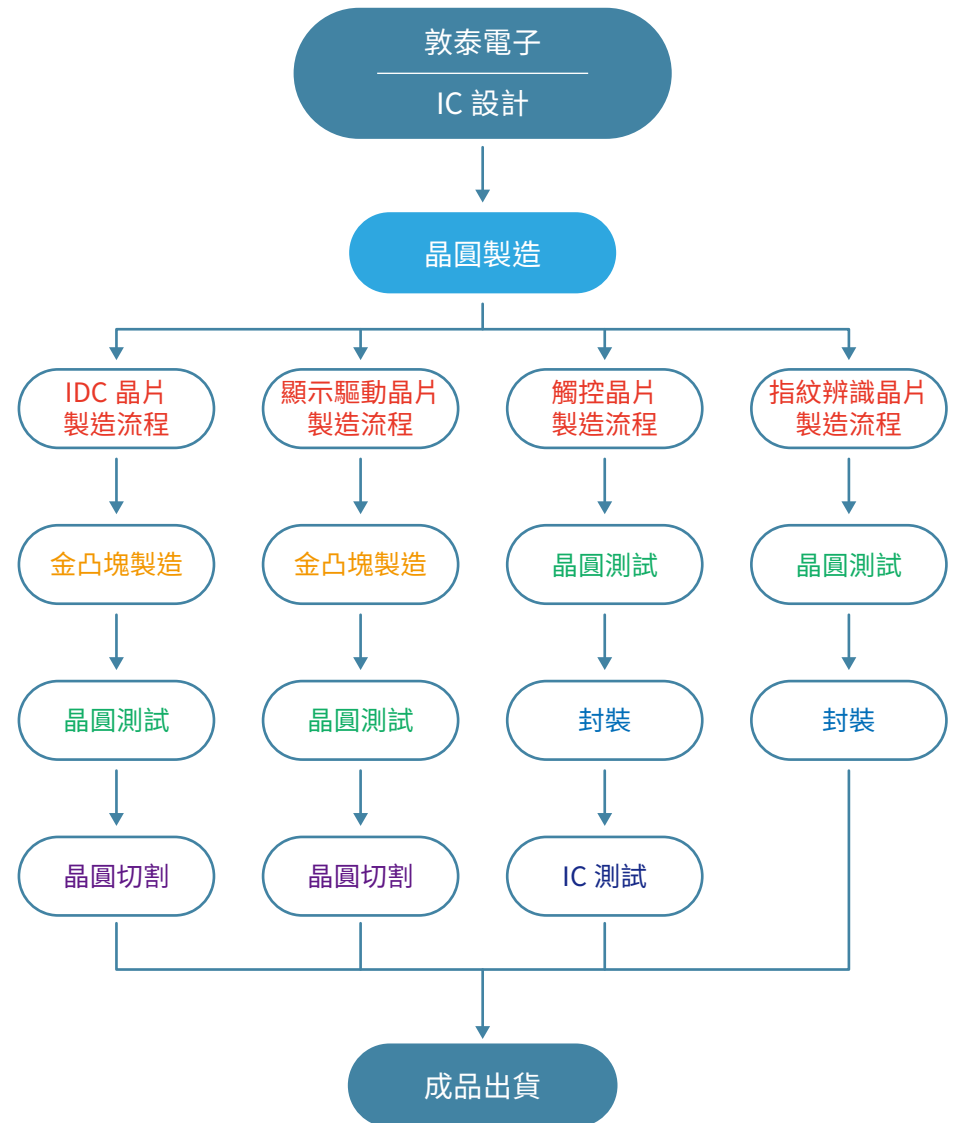 敦泰電子
IC 設計
晶圓製造
IDC 晶片
製造流程
顯示驅動晶片
製造流程
觸控晶片
製造流程
指紋辨識晶片
製造流程
金凸塊製造
金凸塊製造
晶圓測試
晶圓測試
晶圓測試
晶圓測試
封裝
封裝
晶圓切割
晶圓切割
IC 測試
成品出貨